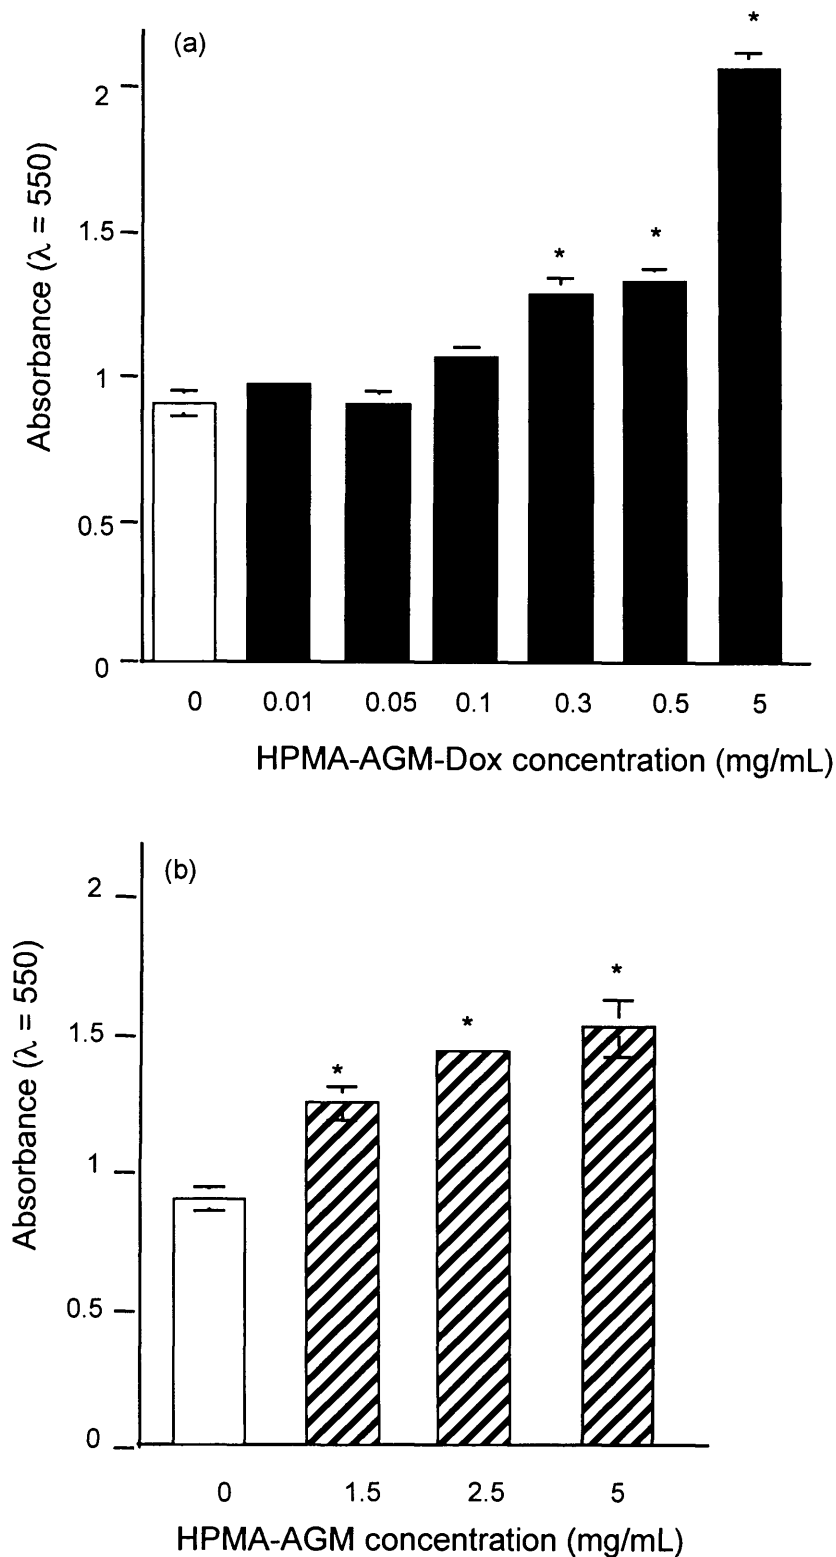 (a)
*
2
1.5
*
*
1
0.5
0
Absorbance (λ = 550)
0 0.01 0.05 0.1 0.3 0.5 5
HPMA-AGM-Dox concentration (mg/mL)
(b)
2
*
1.5
*
*
1
0.5
0
Absorbance (λ = 550)
0 1.5 2.5 5
HPMA-AGM concentration (mg/mL)